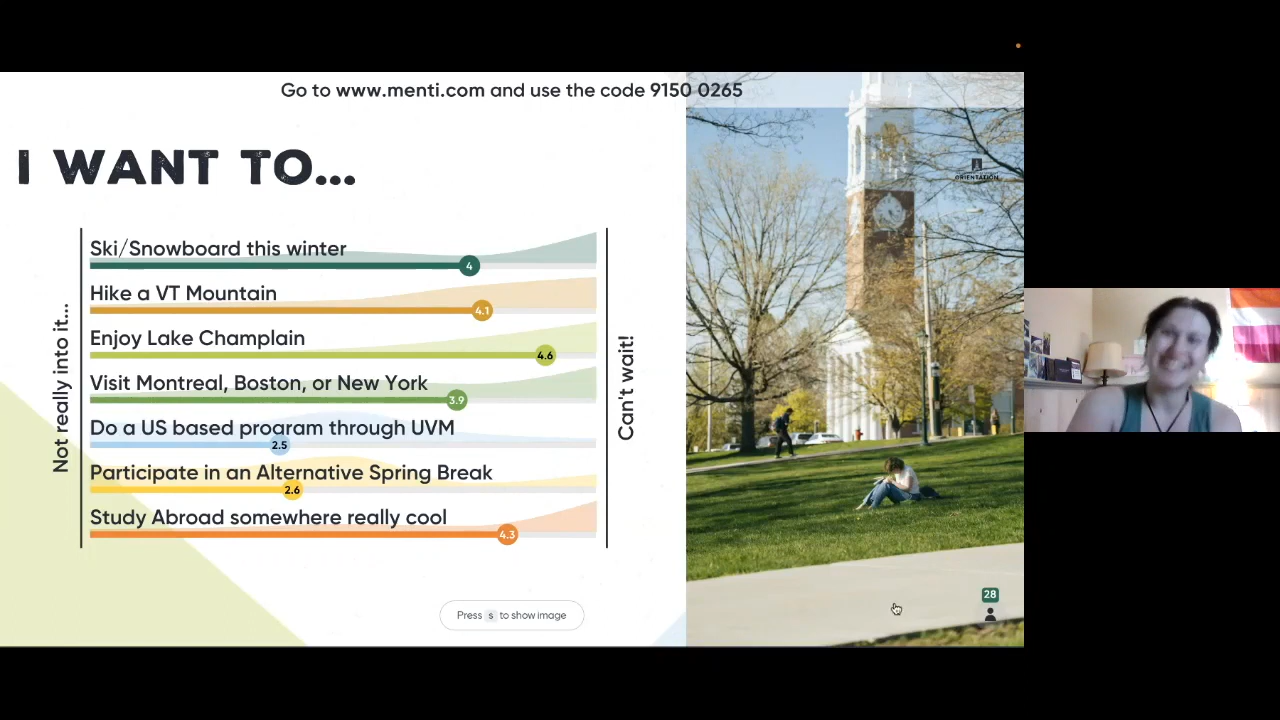 Go to www.menti.com and use the code 9150 0265
I WANT TO...
Not really into it...
Ski/Snowboard this winter
4
Hike a VT Mountain
4.1
Enjoy Lake Champlain
4.6
Visit Montreal, Boston, or New York
3.9
Do a US based program through UVM
2.5
Participate in an Alternative Spring Break
2.6
Study Abroad somewhere really cool
4.3
Can't wait!
Press s to show image
ORIENTATION
28